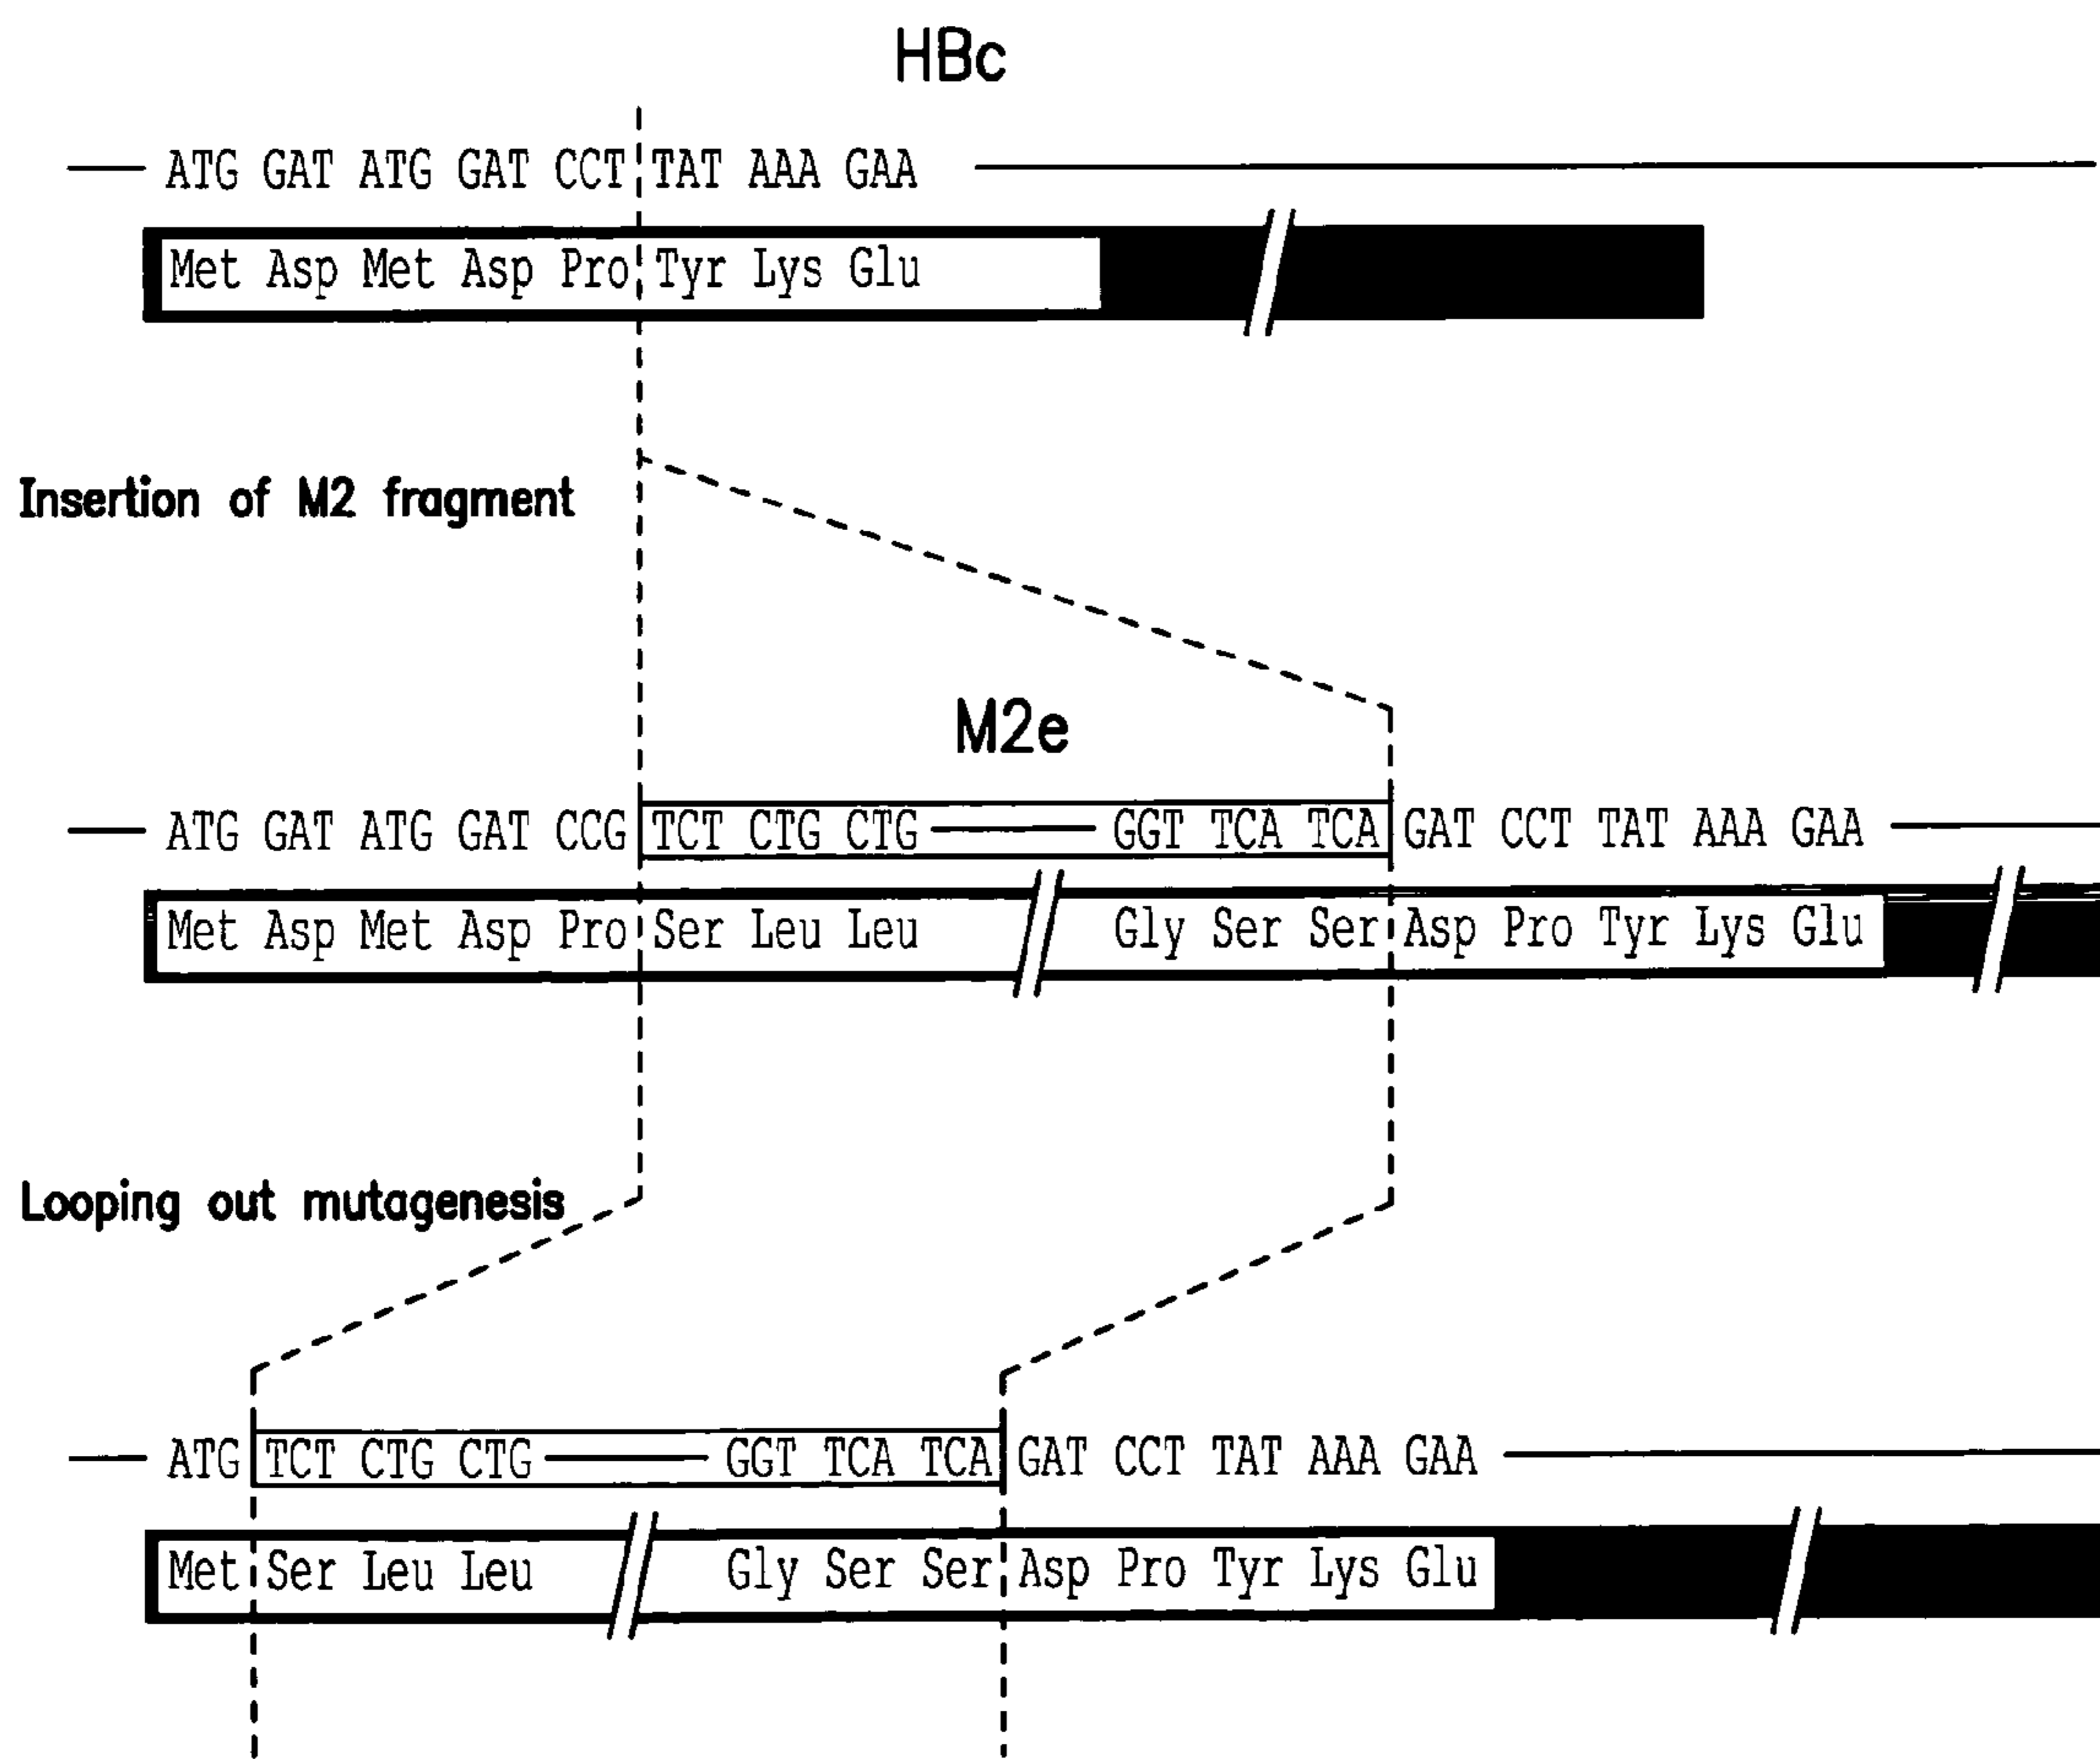 HBc
ATG GAT ATG GAT CCT TAT AAA GAA
Met Asp Met Asp Pro Tyr Lys Glu
Insertion of M2 fragment
M2e
ATG GAT ATG GAT CCG TCT CTG CTG GGT TCA TCA GAT CCT TAT AAA GAA
Met Asp Met Asp Pro Ser Leu Leu Gly Ser Ser Asp Pro Tyr Lys Glu
Looping out mutagenesis
ATG TCT CTG CTG GGT TCA TCA GAT CCT TAT AAA GAA
Met Ser Leu Leu Gly Ser Ser Asp Pro Tyr Lys Glu